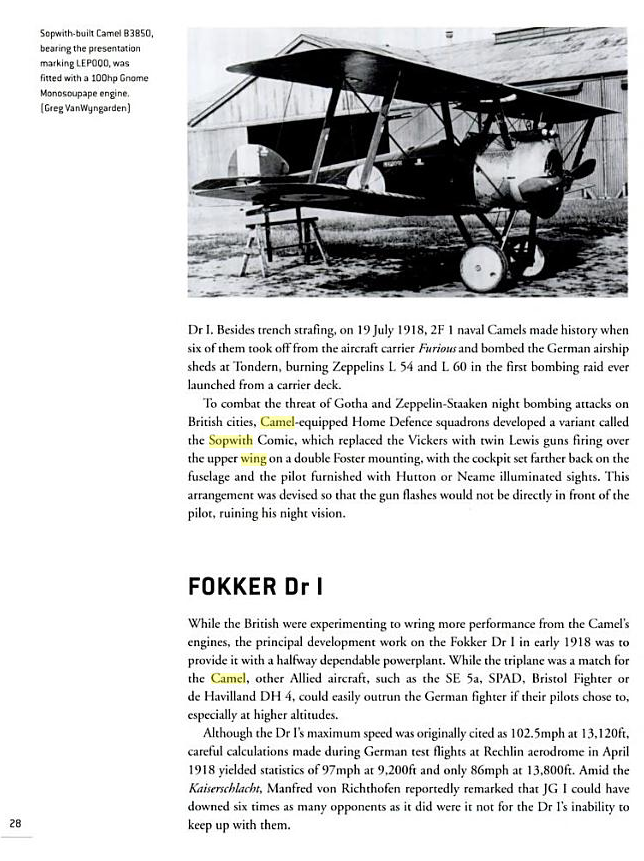 Sopwith-built Camel B3850,
bearing the presentation
marking LEP000, was
fitted with a 100hp Gnome
Monosoupape engine.
(Greg VanWyngarden)
Dr I. Besides trench strafing, on 19 July 1918, 2F 1 naval Camels made history when
six of them took off from the aircraft carrier Furious and bombed the German airship
sheds at Tondern, burning Zeppelins L 54 and L 60 in the first bombing raid ever
launched from a carrier deck.
To combat the threat of Gotha and Zeppelin-Staaken night bombing attacks on
British cities, Camel-equipped Home Defence squadrons developed a variant called
the Sopwith Comic, which replaced the Vickers with twin Lewis guns firing over
the upper wing on a double Foster mounting, with the cockpit set farther back on the
fuselage and the pilot furnished with Hutton or Neame illuminated sights. This
arrangement was devised so that the gun flashes would not be directly in front of the
pilot, ruining his night vision.
FOKKER Dr I
While the British were experimenting to wring more performance from the Camel's
engines, the principal development work on the Fokker Dr I in early 1918 was to
provide it with a halfway dependable powerplant. While the triplane was a match for
the Camel, other Allied aircraft, such as the SE 5a, SPAD, Bristol Fighter or
de Havilland DH 4, could easily outrun the German fighter if their pilots chose to,
especially at higher altitudes.
Although the Dr I's maximum speed was originally cited as 102.5mph at 13,120ft,
careful calculations made during German test flights at Rechlin aerodrome in April
1918 yielded statistics of 97mph at 9,200ft and only 86mph at 13,800ft. Amid the
Kaiserschlacht, Manfred von Richthofen reportedly remarked that JG I could have
downed six times as many opponents as it did were it not for the Dr I's inability to
keep up with them.
28